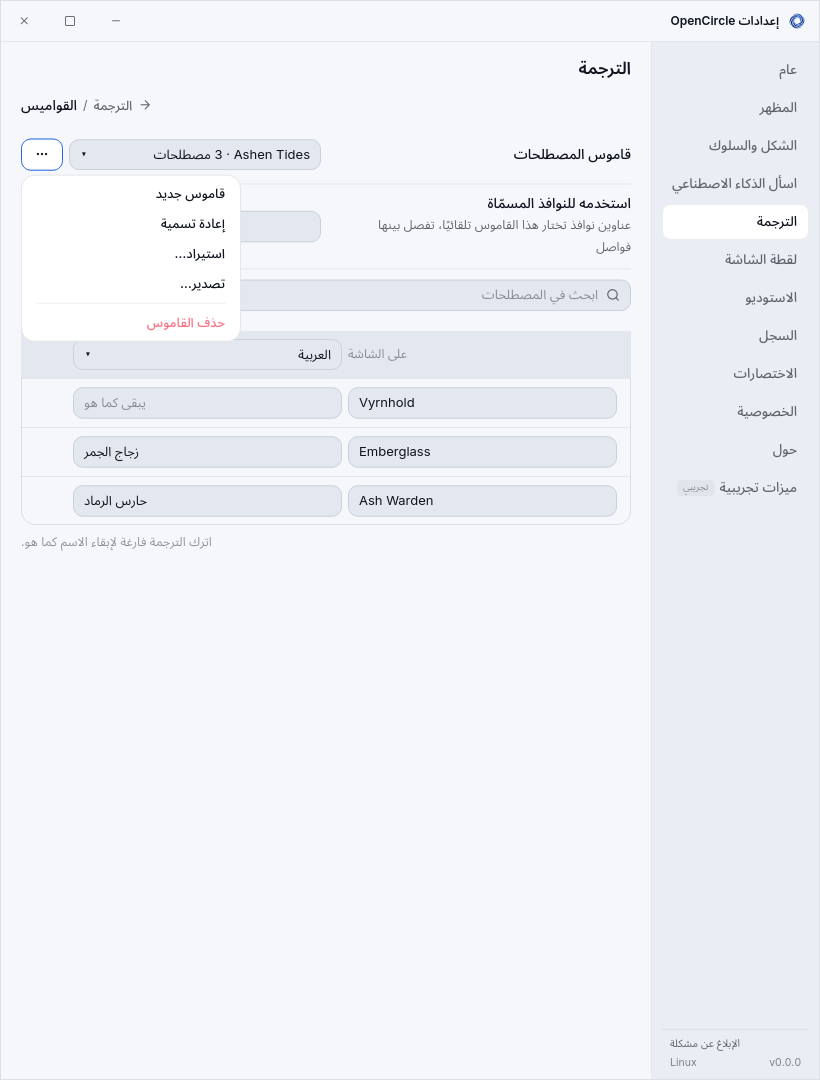 إعدادات OpenCircle
عام
المظهر
الشكل والسلوك
اسأل الذكاء الاصطناعي
الترجمة
لقطة الشاشة
الاستوديو
السجل
الاختصارات
الخصوصية
حول
ميزات تجريبية تجريبي
الإبلاغ عن مشكلة
v0.0.0 Linux
الترجمة
الترجمة / القواميس
قاموس المصطلحات
Ashen Tides · 3 مصطلحات
···
قاموس جديد
إعادة تسمية
استيراد...
تصدير...
حذف القاموس
استخدمه للنوافذ المسمّاة
عناوين نوافذ تختار هذا القاموس تلقائيًا، تفصل بينها
فواصل
ابحث في المصطلحات
على الشاشة
العربية
Vyrnhold
يبقى كما هو
Emberglass
زجاج الجمر
Ash Warden
حارس الرماد
اترك الترجمة فارغة لإبقاء الاسم كما هو.